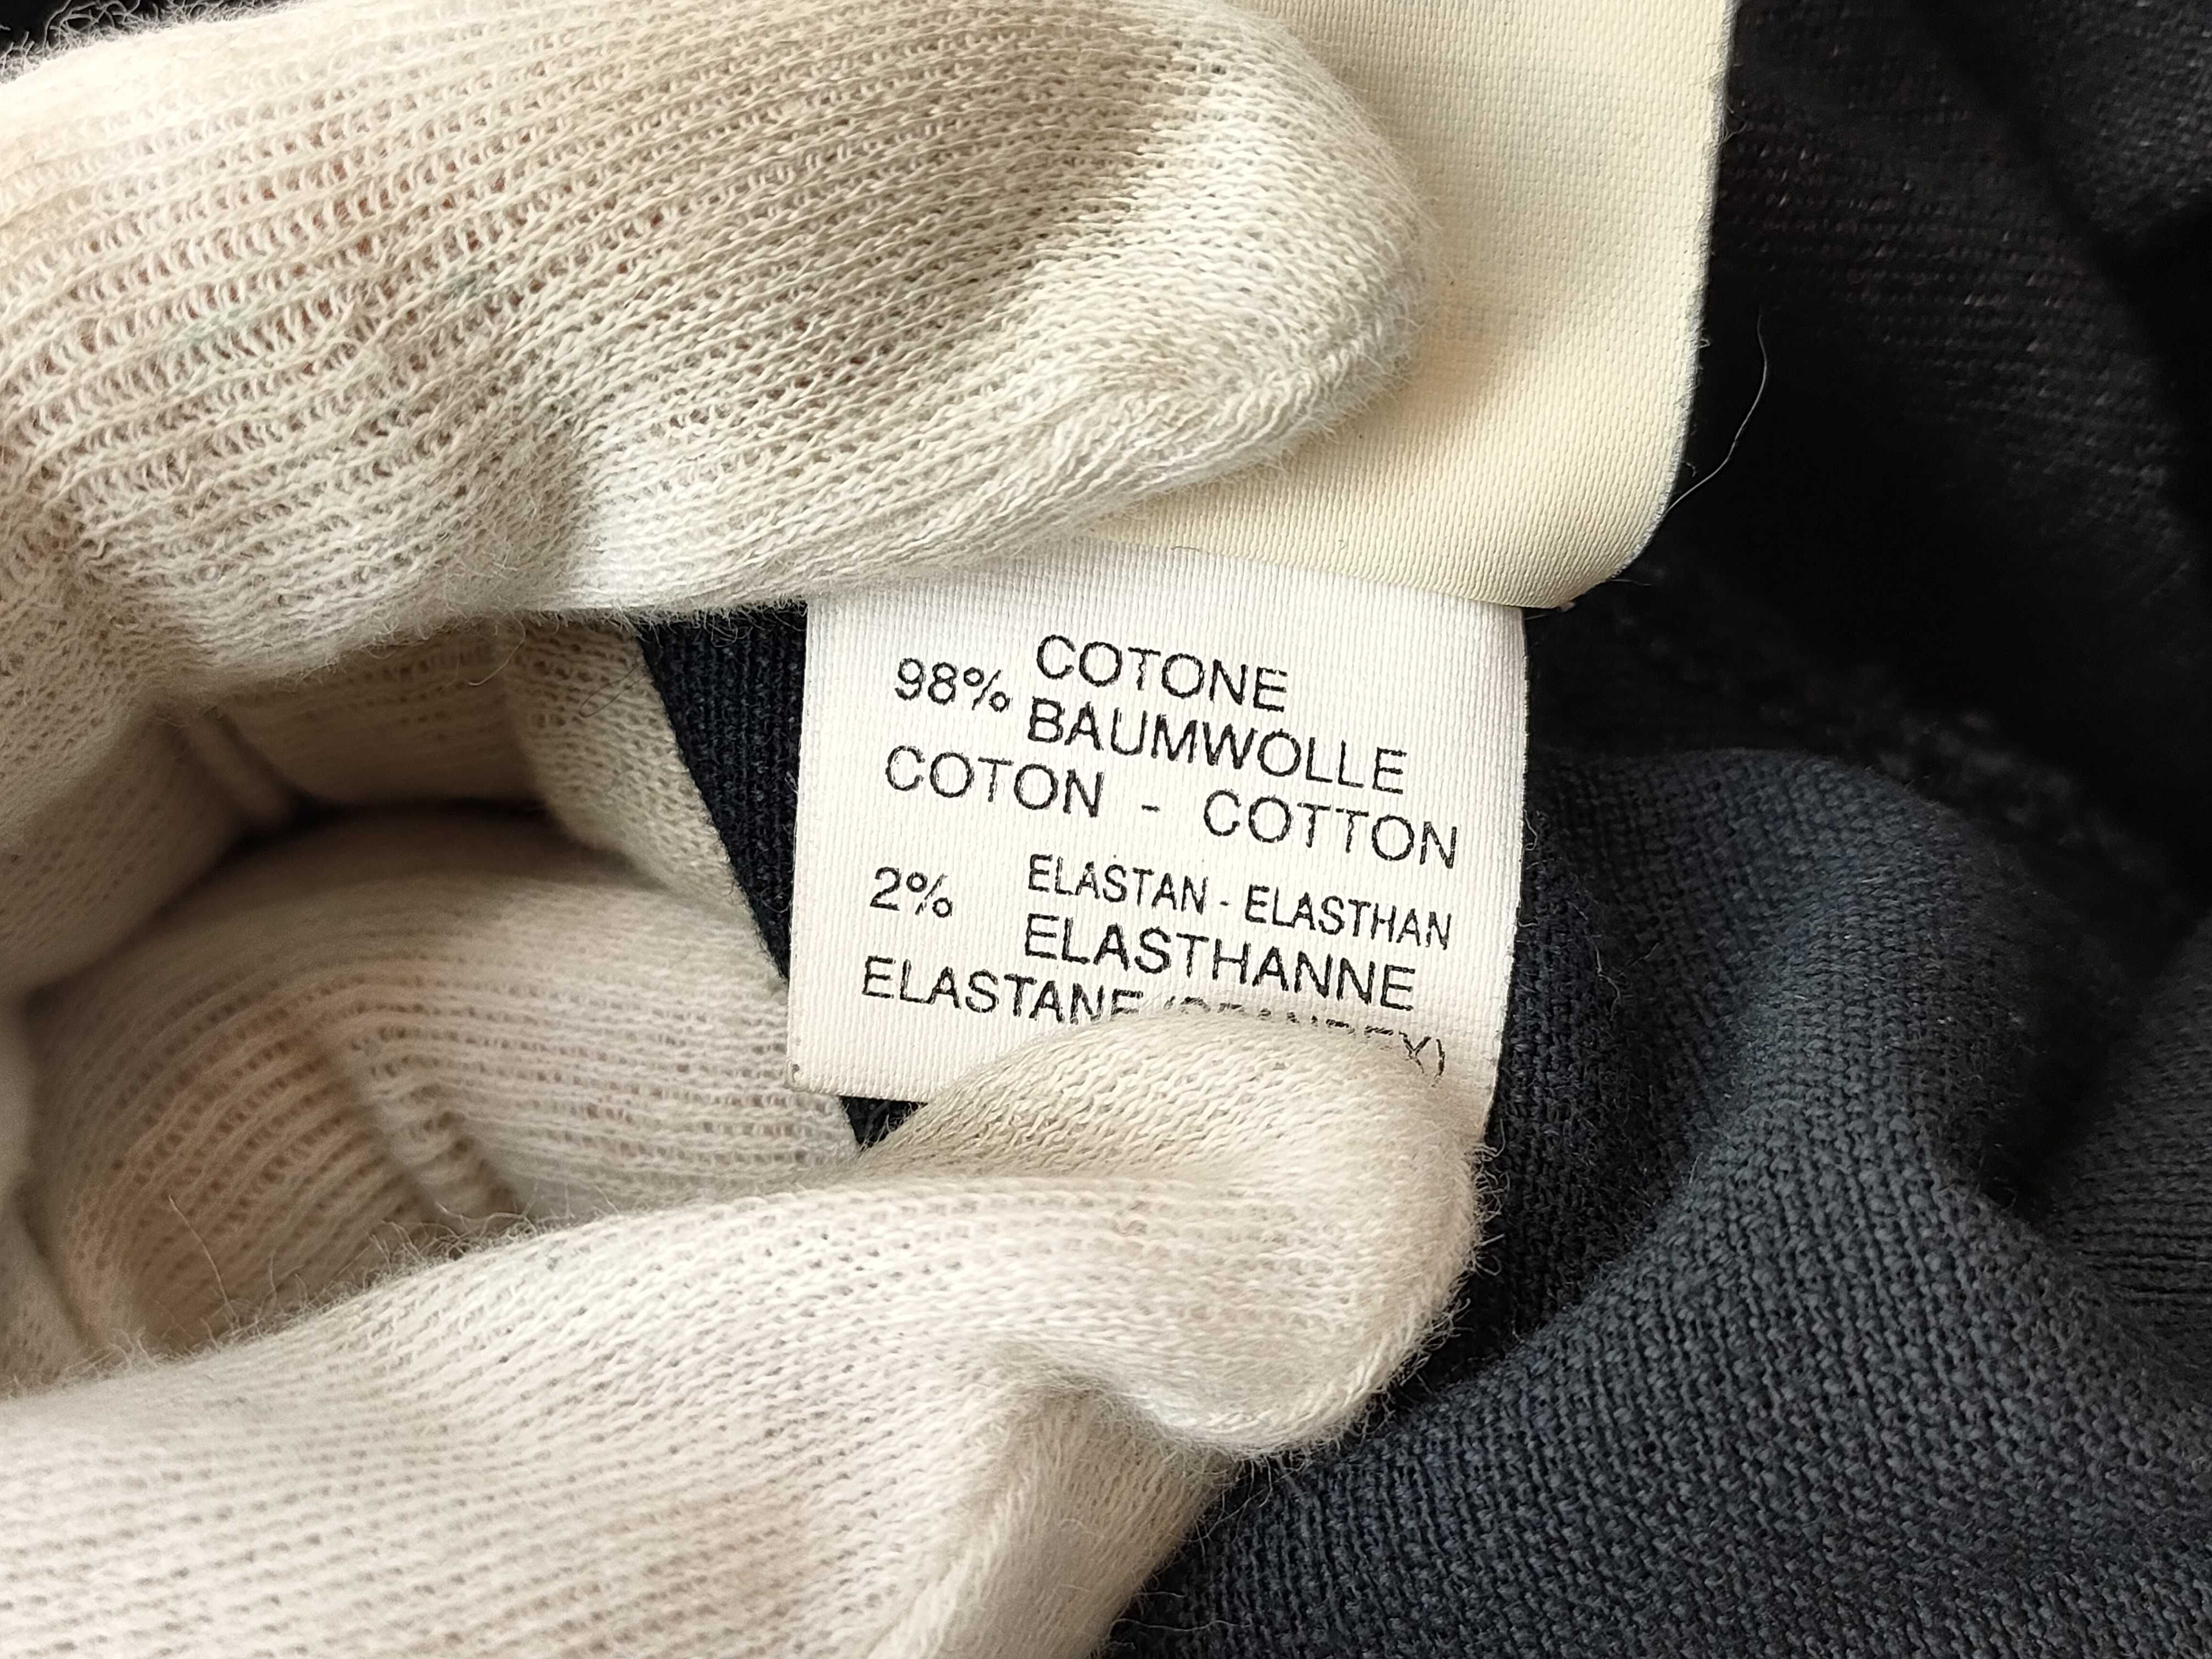 COTONE
98% BAUMWOLLE
COTON - COTTON
ELASTAN - ELASTHAN
2% ELASTHANNE
ELASTANE